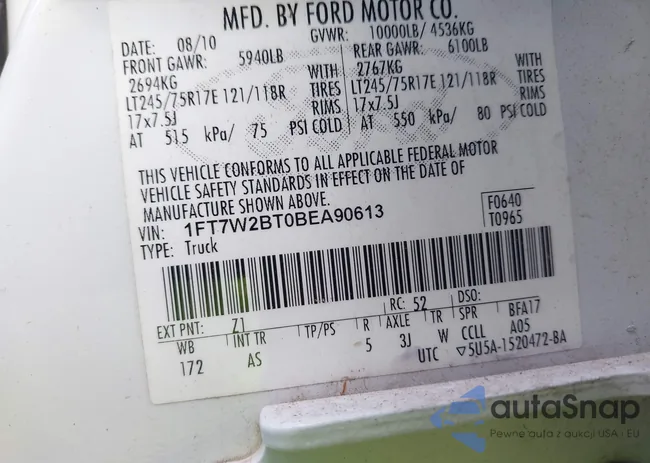 MFD. BY FORD MOTOR CO.
DATE: 08/10 GVWR: 10000LB/ 4536KG
FRONT GAWR: 5940LB REAR GAWR: 6100LB
2694KG WITH 2767KG WITH
LT245/75R17E 121/118R TIRES LT245/75R17E 121/118R TIRES
17x7.5J RIMS 17x7.5J RIMS
AT 515 kPa/ 75 PSI COLD AT 550 kPa/ 80 PSI COLD
THIS VEHICLE CONFORMS TO ALL APPLICABLE FEDERAL MOTOR
VEHICLE SAFETY STANDARDS IN EFFECT ON THE DATE OF
MANUFACTURE SHOWN ABOVE.
VIN: 1FT7W2BT0BEA90613 F0640
TYPE: Truck T0965
EXT PNT: Z1 RC: 52 DSO:
WB INT TR TP/PS R AXLE TR SPR BFA17
172 AS 5 3J W CCLL A05
UTC ▽5U5A-1520472-BA
autaSnap
Pewne auta z aukcji USA i EU